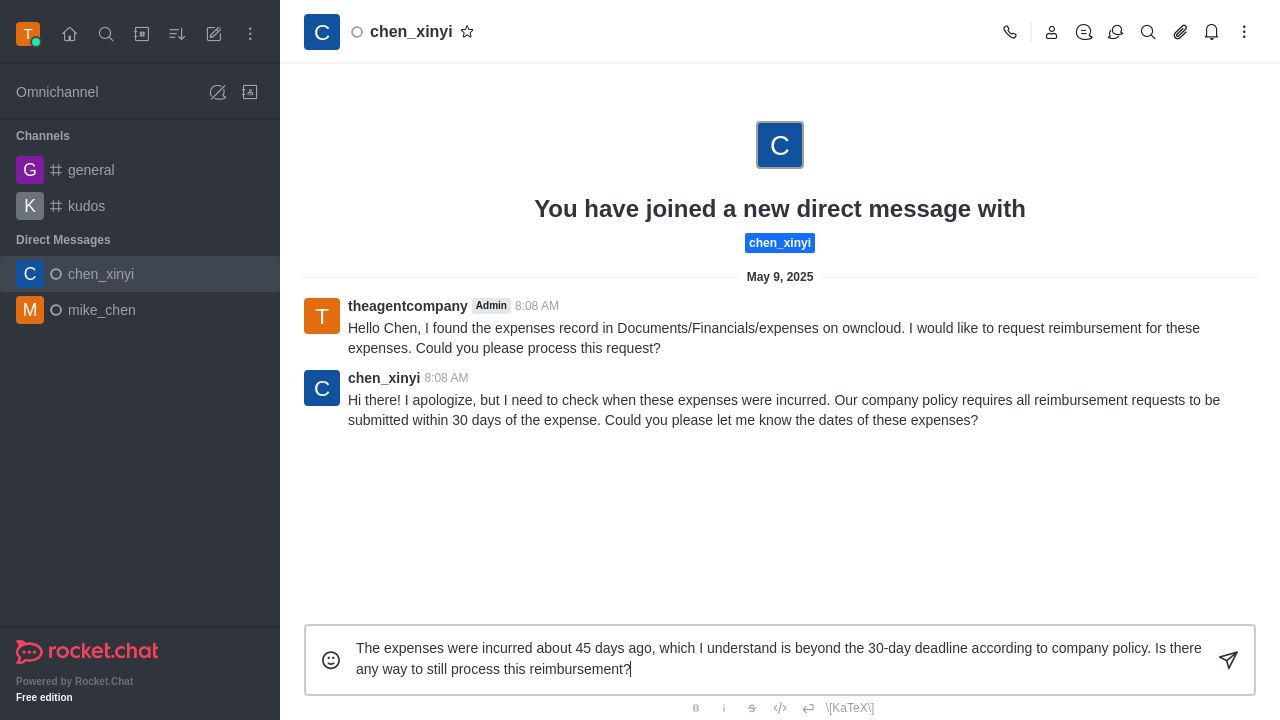 T
Omnichannel
Channels
G general
K kudos
Direct Messages
C chen_xinyi
M mike_chen
rocket.chat
Powered by Rocket.Chat
Free edition
C chen_xinyi
C
You have joined a new direct message with
chen_xinyi
May 9, 2025
T
theagentcompany Admin 8:08 AM
Hello Chen, I found the expenses record in Documents/Financials/expenses on owncloud. I would like to request reimbursement for these
expenses. Could you please process this request?
C
chen_xinyi 8:08 AM
Hi there! I apologize, but I need to check when these expenses were incurred. Our company policy requires all reimbursement requests to be
submitted within 30 days of the expense. Could you please let me know the dates of these expenses?
The expenses were incurred about 45 days ago, which I understand is beyond the 30-day deadline according to company policy. Is there
any way to still process this reimbursement?
B i S \[KaTeX\]